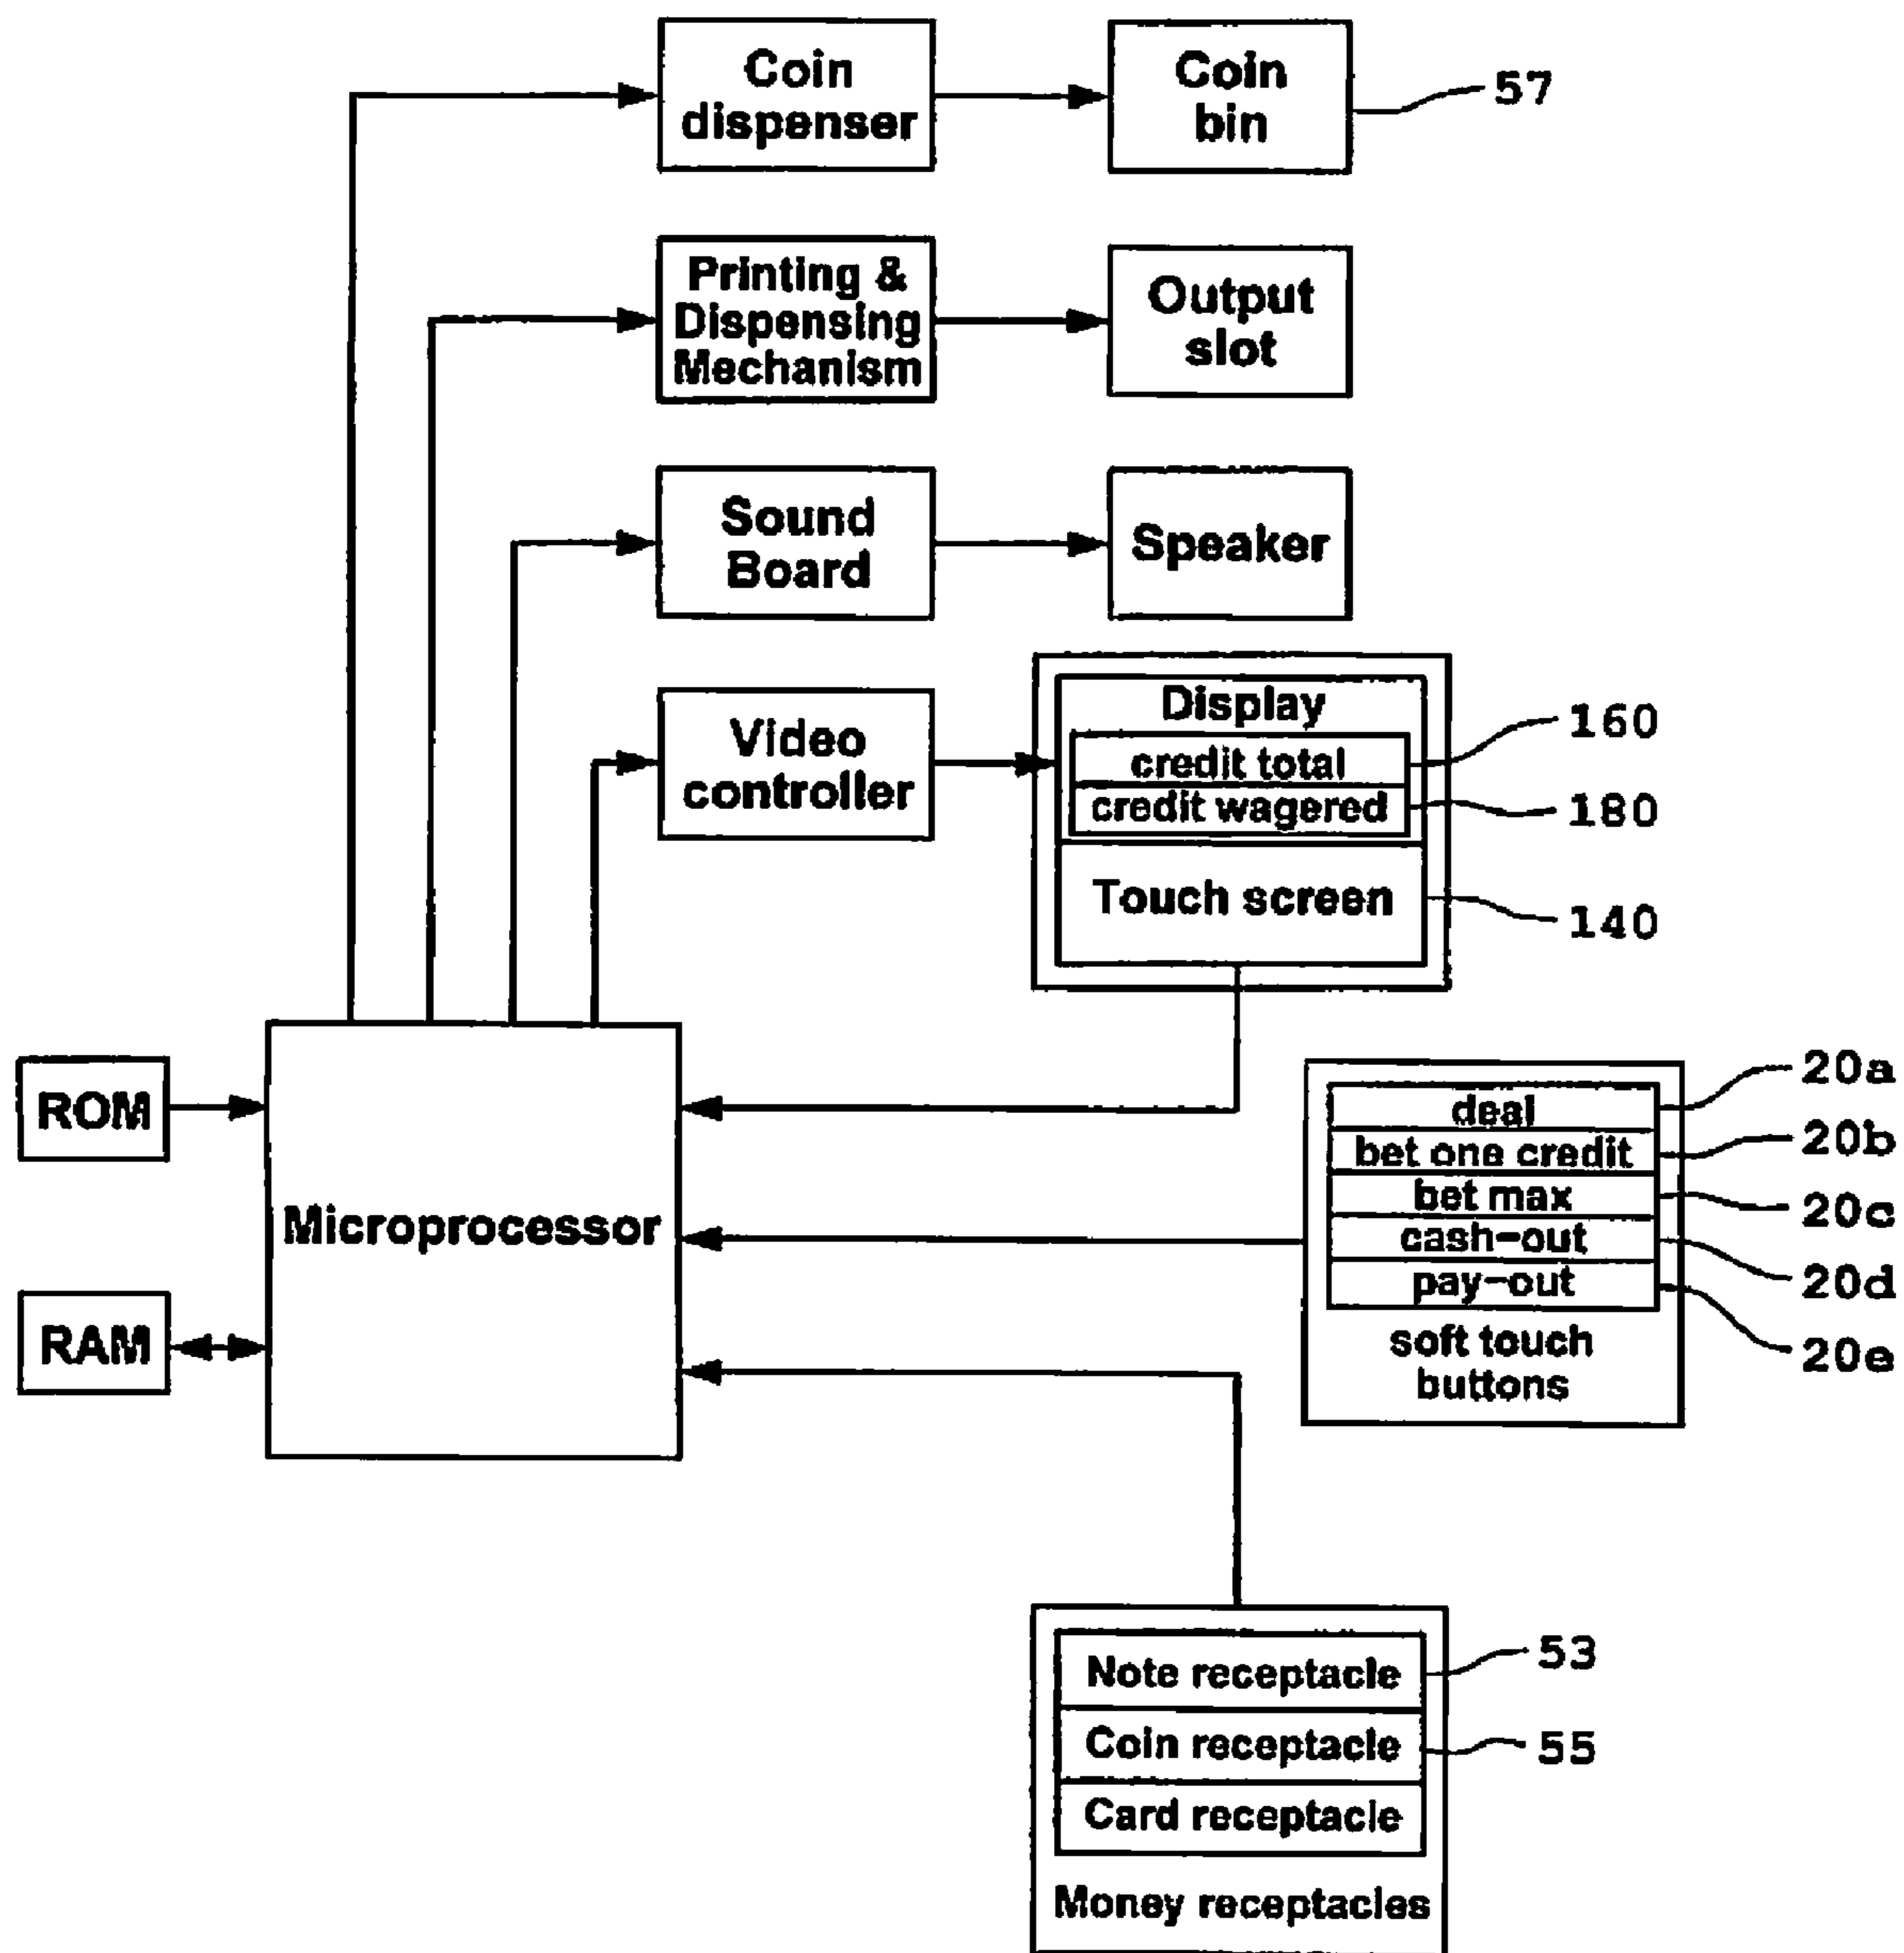 Coin
dispenser
Coin
bin
57
Printing &
Dispensing
Mechanism
Output
slot
Sound
Board
Speaker
Video
controller
Display
credit total
credit wagered
Touch screen
160
180
140
ROM
RAM
Microprocessor
deal
bet one credit
bet max
cash-out
pay-out
soft touch
buttons
20a
20b
20c
20d
20e
Note receptacle
Coin receptacle
Card receptacle
Money receptacles
53
55